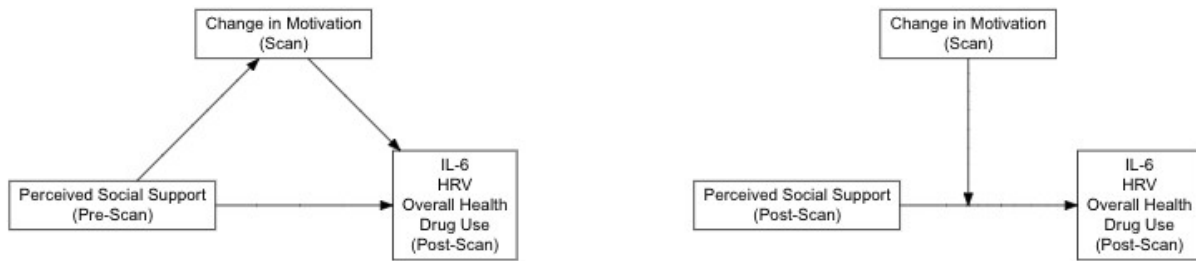 Change in Motivation
(Scan)
Perceived Social Support
(Pre-Scan)
IL-6
HRV
Overall Health
Drug Use
(Post-Scan)
Change in Motivation
(Scan)
Perceived Social Support
(Post-Scan)
IL-6
HRV
Overall Health
Drug Use
(Post-Scan)